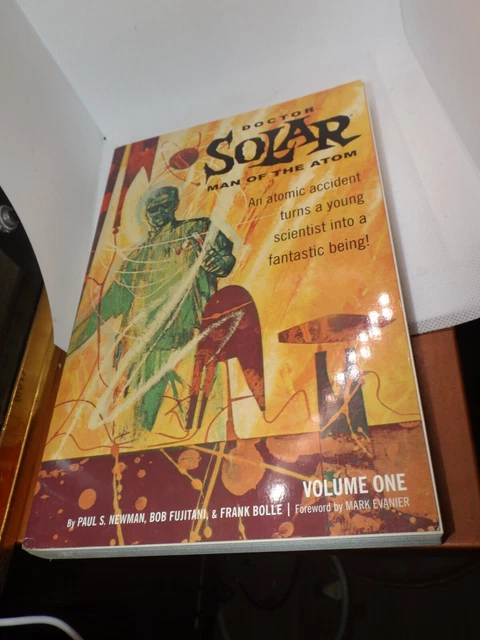 DOCTOR
SOLAR
MAN OF THE ATOM
An atomic accident
turns a young
scientist into a
fantastic being!
VOLUME ONE
By PAUL S. NEWMAN, BOB FUJITANI, & FRANK BOLLE | Foreword by MARK EVANIER